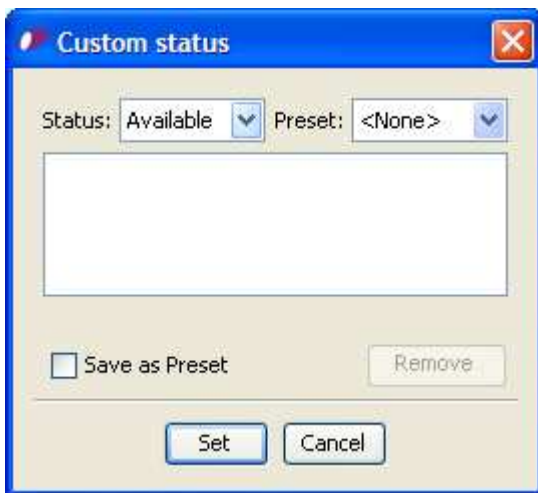 Custom status
Status: Available Preset: <None>
Save as Preset Remove
Set Cancel